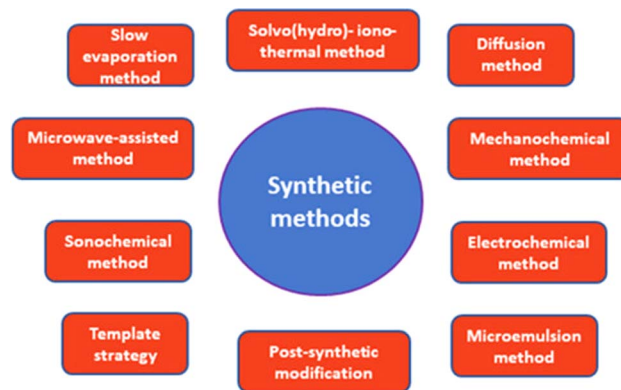 Slow
evaporation
method
Solvo(hydro)- iono-
thermal method
Diffusion
method
Microwave-assisted
method
Mechanochemical
method
Synthetic
methods
Sonochemical
method
Electrochemical
method
Template
strategy
Post-synthetic
modification
Microemulsion
method